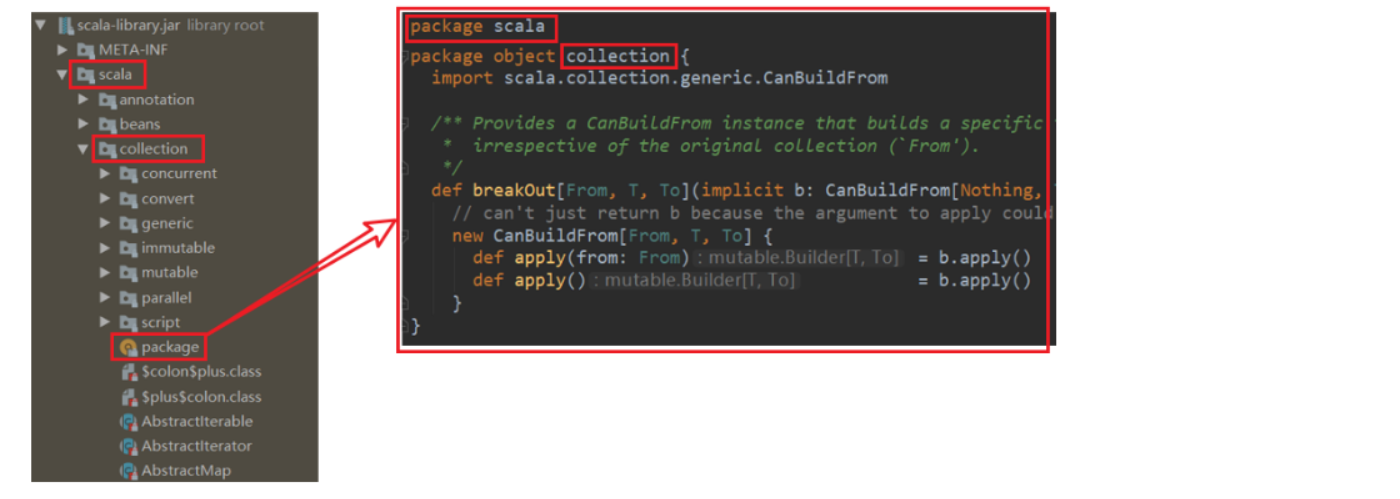 scala-library.jar library root
META-INF
scala
annotation
beans
collection
concurrent
convert
generic
immutable
mutable
parallel
script
package
$colon$plus.class
$plus$colon.class
AbstractIterable
AbstractIterator
AbstractMap
package scala
package object collection {
import scala.collection.generic.CanBuildFrom
/** Provides a CanBuildFrom instance that builds a specific
* irrespective of the original collection (`From').
*/
def breakOut[From, T, To](implicit b: CanBuildFrom[Nothing,
// can't just return b because the argument to apply could
new CanBuildFrom[From, T, To] {
def apply(from: From) : mutable.Builder[T, To] = b.apply()
def apply() : mutable.Builder[T, To] = b.apply()
}
}